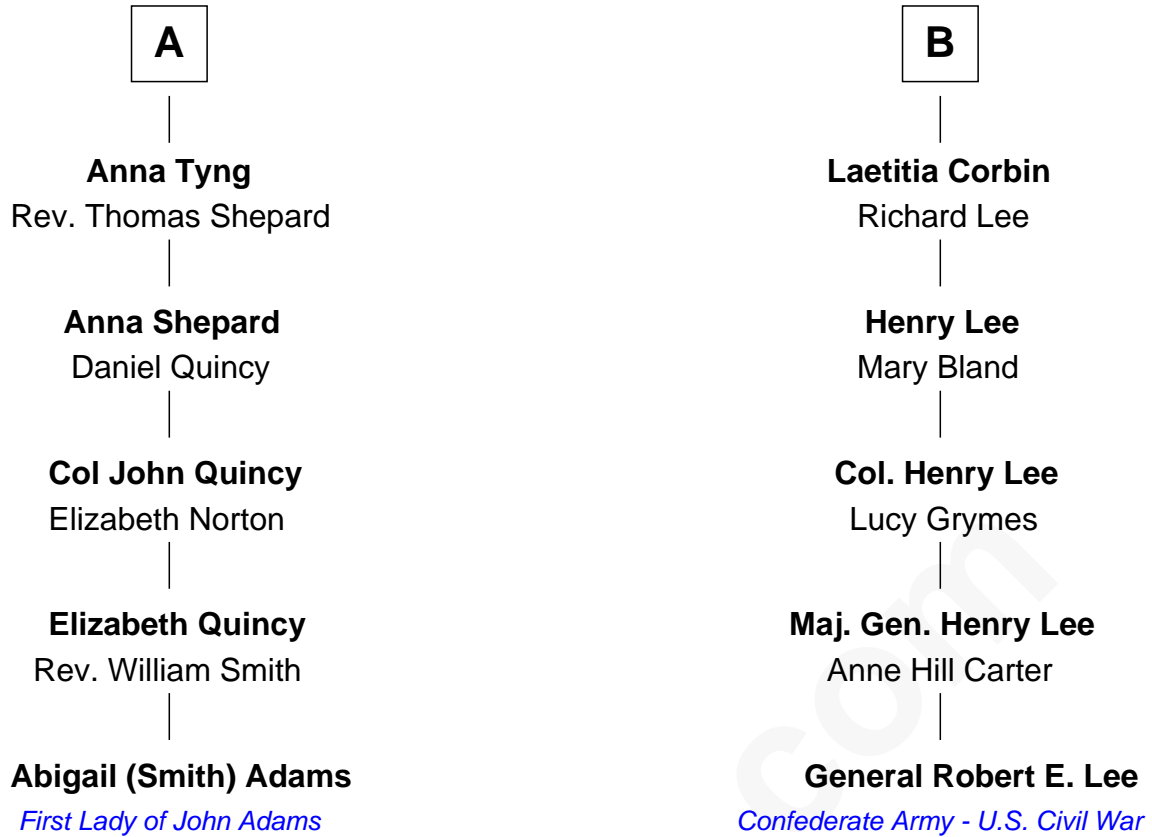 A
Anna Tyng
Rev. Thomas Shepard
Anna Shepard
Daniel Quincy
Col John Quincy
Elizabeth Norton
Elizabeth Quincy
Rev. William Smith
Abigail (Smith) Adams
First Lady of John Adams
B
Laetitia Corbin
Richard Lee
Henry Lee
Mary Bland
Col. Henry Lee
Lucy Grymes
Maj. Gen. Henry Lee
Anne Hill Carter
General Robert E. Lee
Confederate Army - U.S. Civil War
com